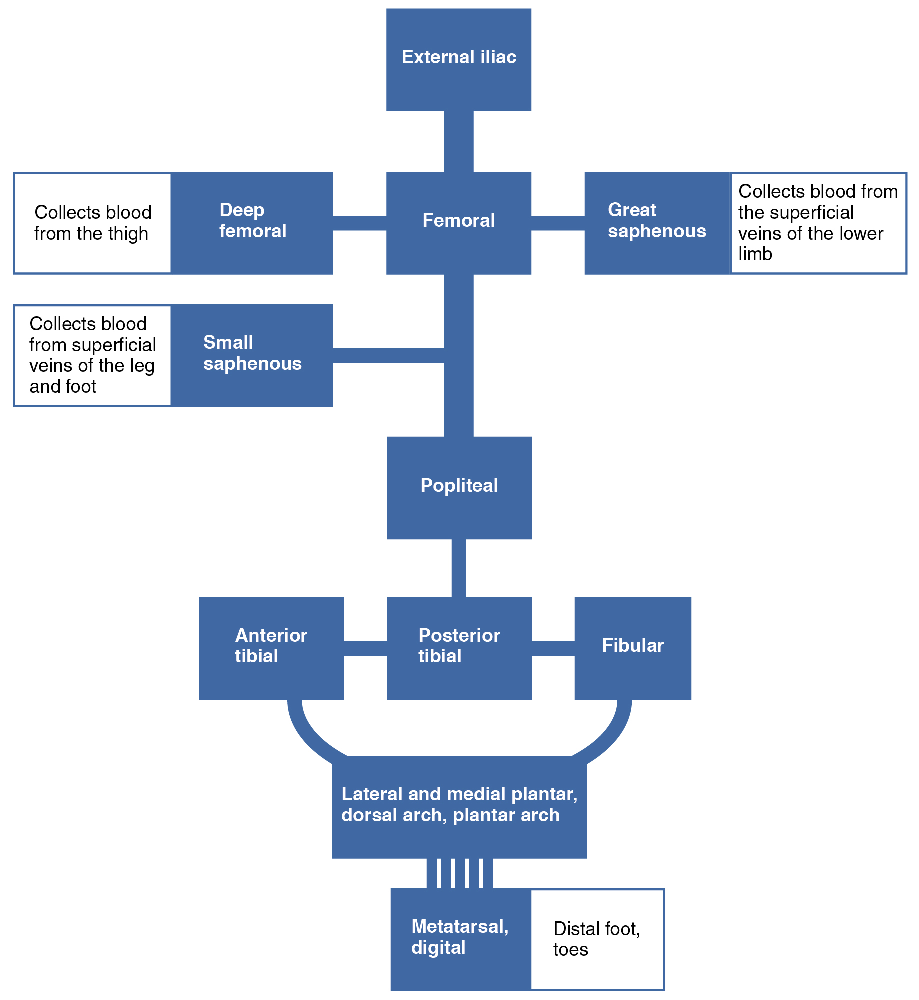 External iliac
Collects blood
from the thigh
Deep
femoral
Femoral
Great
saphenous
Collects blood from
the superficial
veins of the lower
limb
Collects blood
from superficial
veins of the leg
and foot
Small
saphenous
Popliteal
Anterior
tibial
Posterior
tibial
Fibular
Lateral and medial plantar,
dorsal arch, plantar arch
Metatarsal,
digital
Distal foot,
toes